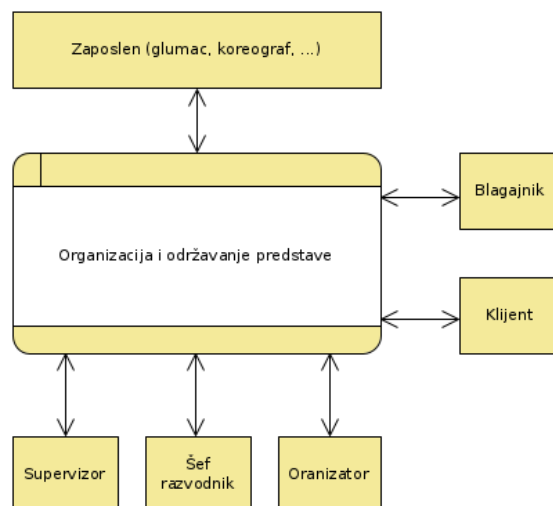 Zaposlen (glumac, koreograf, ...)
Organizacija i održavanje predstave
Blagajnik
Klijent
Supervizor
Šef
razvodnik
Oranizator